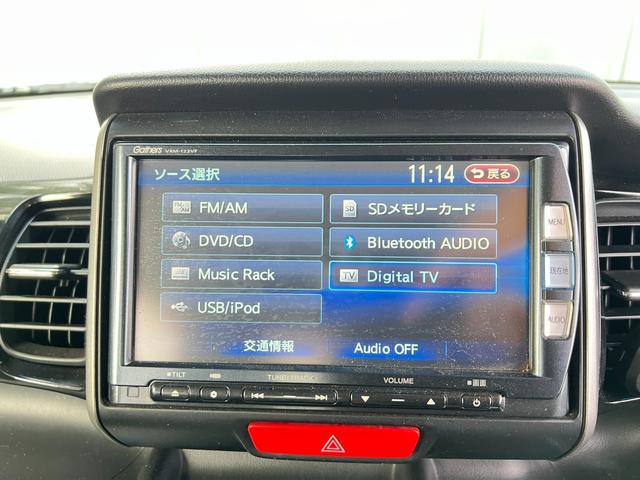 Gathers VXM-122VF
ソース選択 11:14 戻る
FM/AM SD SDメモリーカード
DVD/CD Bluetooth AUDIO
Music Rack TV Digital TV
USB/iPod
交通情報 Audio OFF
MENU
現在地
AUDIO
TILT TUNE/TRACK VOLUME 画面